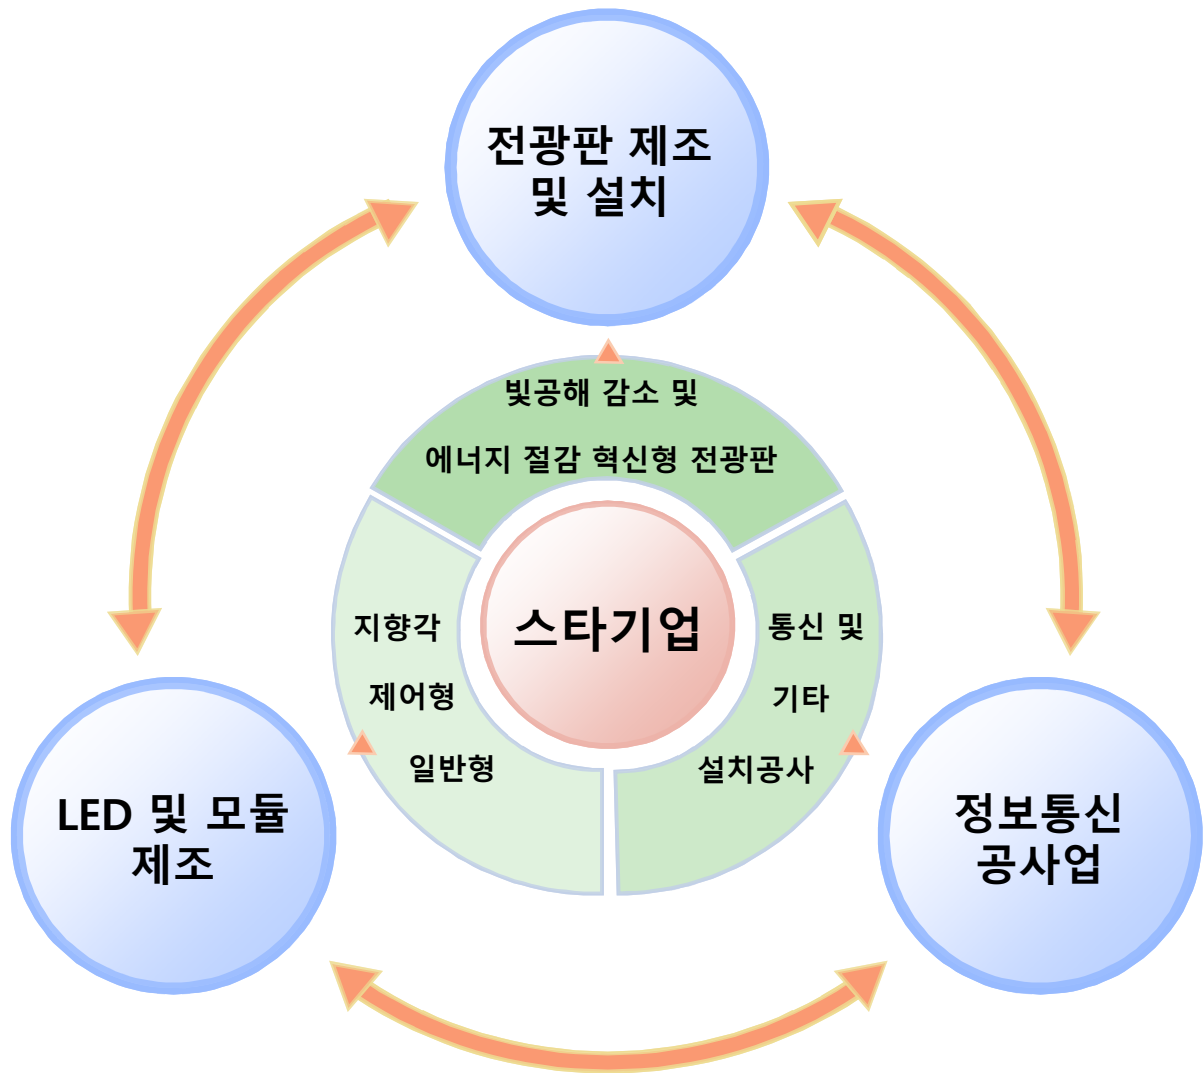 전광판 제조
및 설치
빛공해 감소 및
에너지 절감 혁신형 전광판
지향각
제어형
일반형
스타기업
통신 및
기타
설치공사
LED 및 모듈
제조
정보통신
공사업